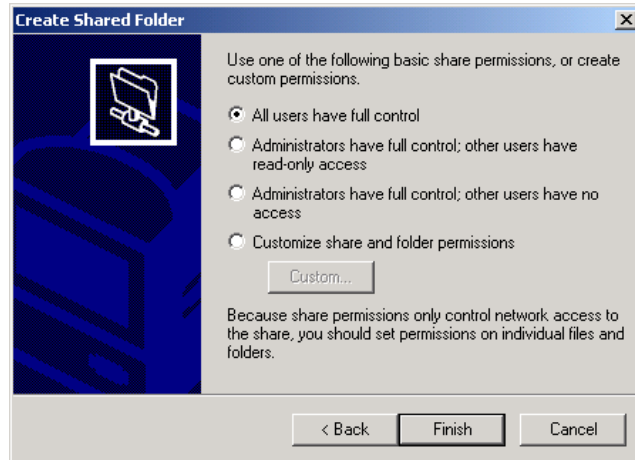 Create Shared Folder
Use one of the following basic share permissions, or create
custom permissions.
All users have full control
Administrators have full control; other users have
read-only access
Administrators have full control; other users have no
access
Customize share and folder permissions
Custom...
Because share permissions only control network access to
the share, you should set permissions on individual files and
folders.
< Back
Finish
Cancel